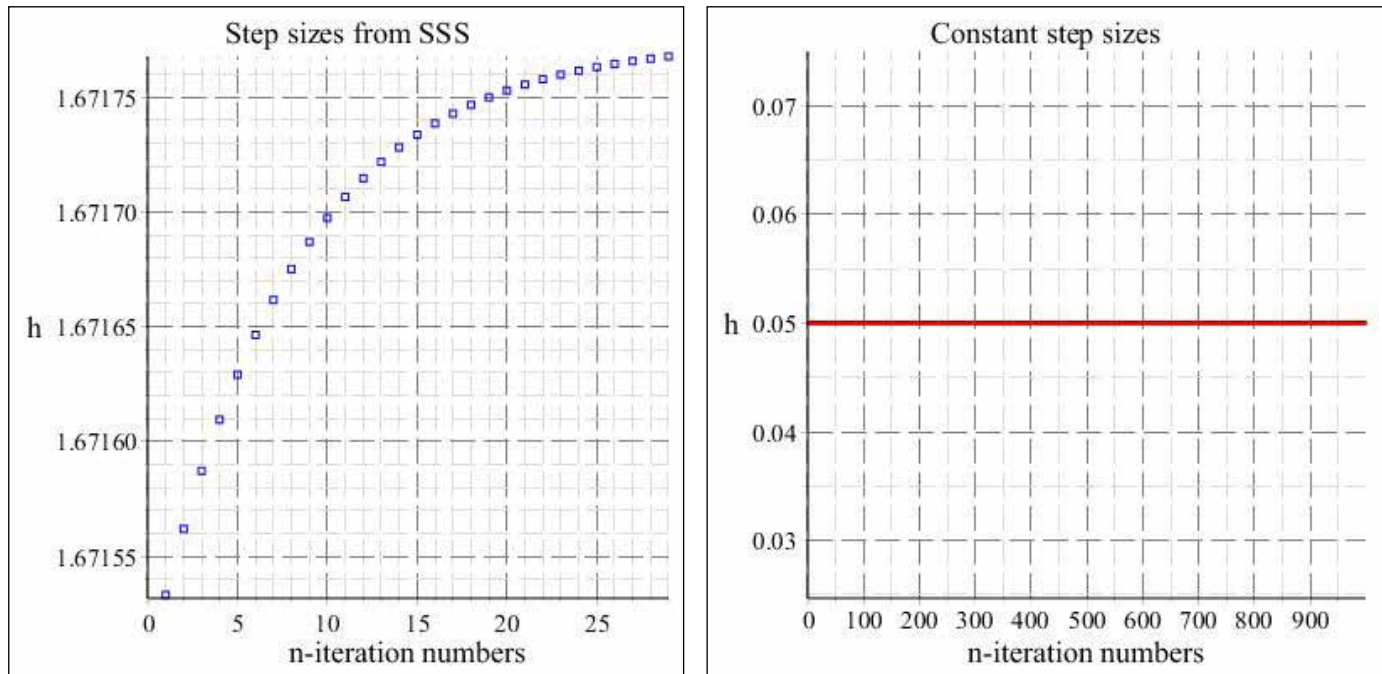 Step sizes from SSS
1.67175
1.67170
h
1.67165
1.67160
1.67155
0 5 10 15 20 25
n-iteration numbers
Constant step sizes
0.07
0.06
h
0.05
0.04
0.03
0 100 200 300 400 500 600 700 800 900
n-iteration numbers